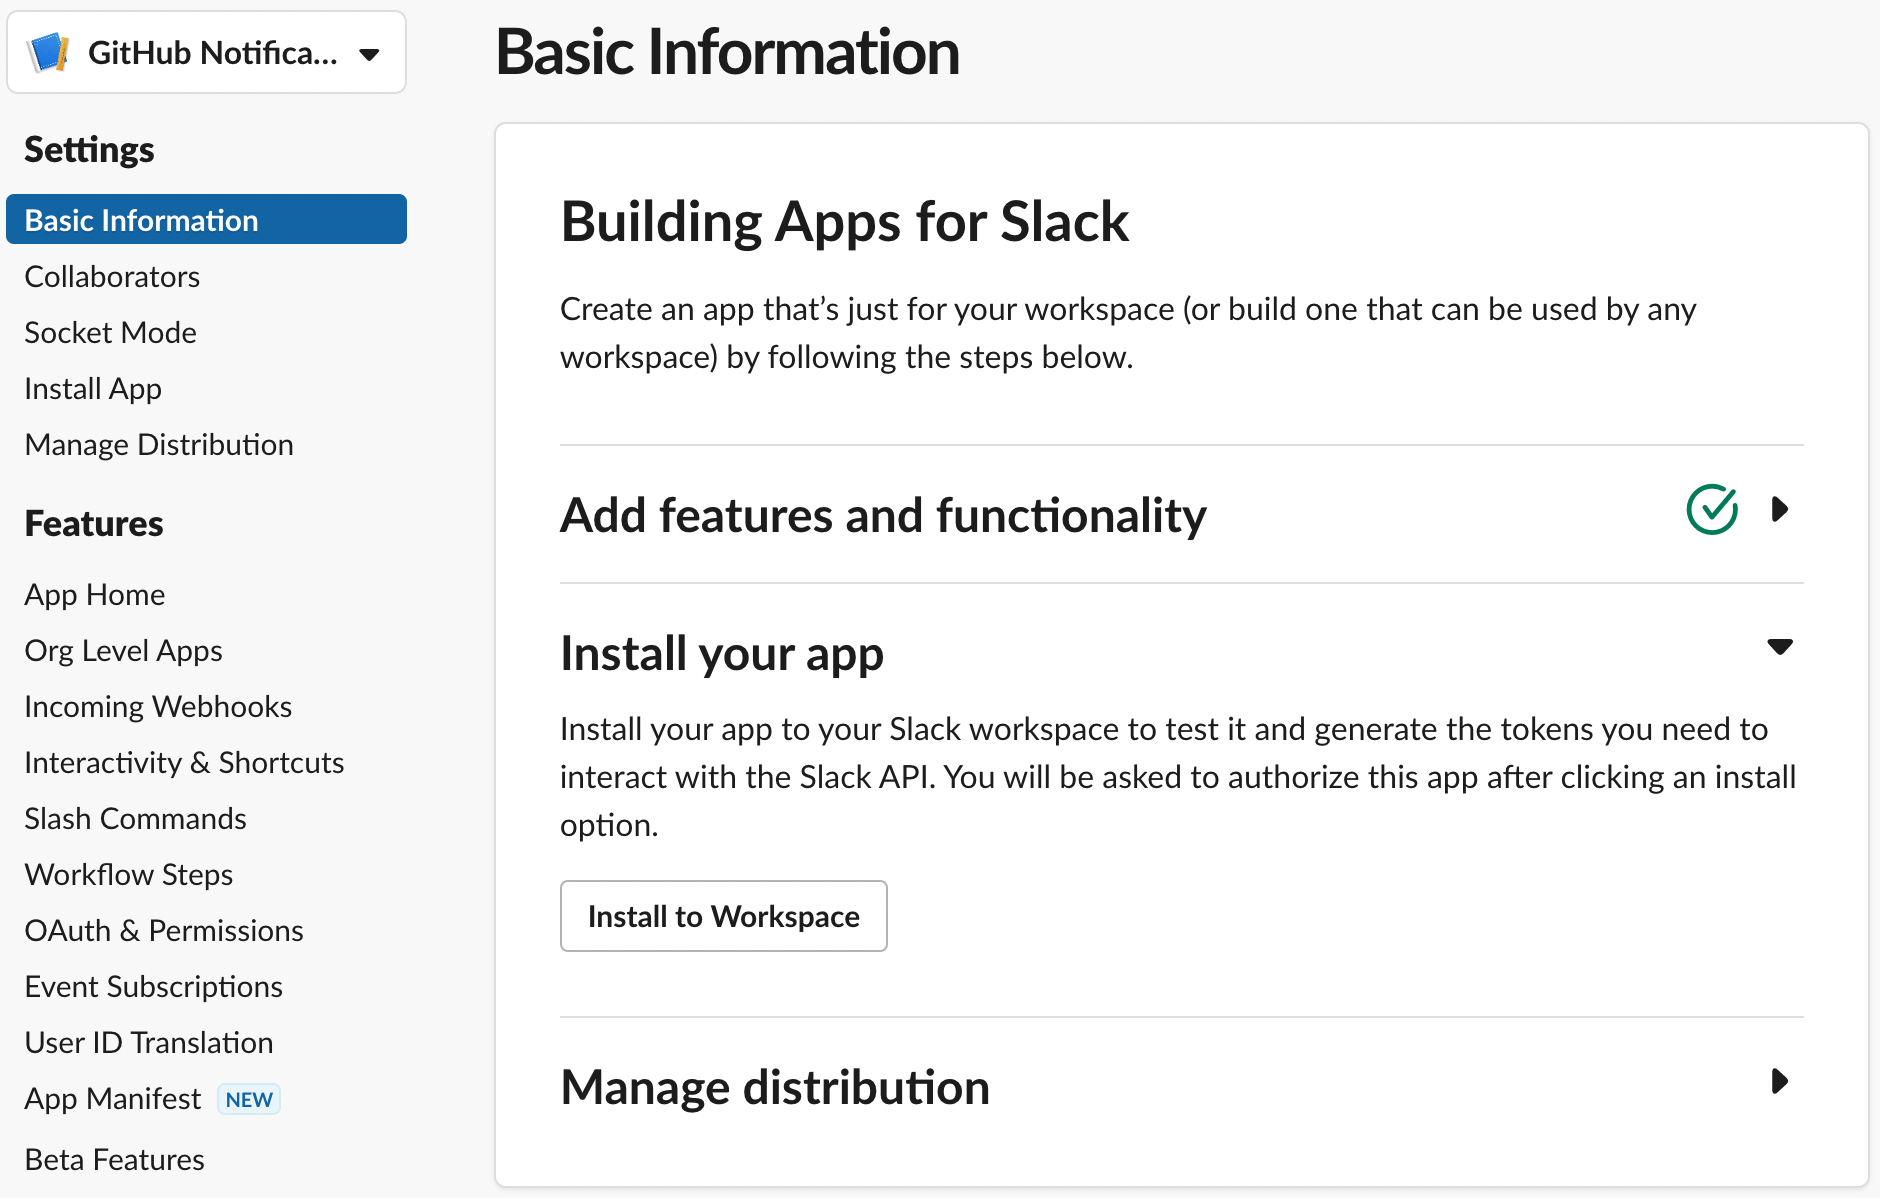 GitHub Notifica...
Settings
Basic Information
Collaborators
Socket Mode
Install App
Manage Distribution
Features
App Home
Org Level Apps
Incoming Webhooks
Interactivity & Shortcuts
Slash Commands
Workflow Steps
OAuth & Permissions
Event Subscriptions
User ID Translation
App Manifest NEW
Beta Features
Basic Information
Building Apps for Slack
Create an app that’s just for your workspace (or build one that can be used by any
workspace) by following the steps below.
Add features and functionality
Install your app
Install your app to your Slack workspace to test it and generate the tokens you need to
interact with the Slack API. You will be asked to authorize this app after clicking an install
option.
Install to Workspace
Manage distribution